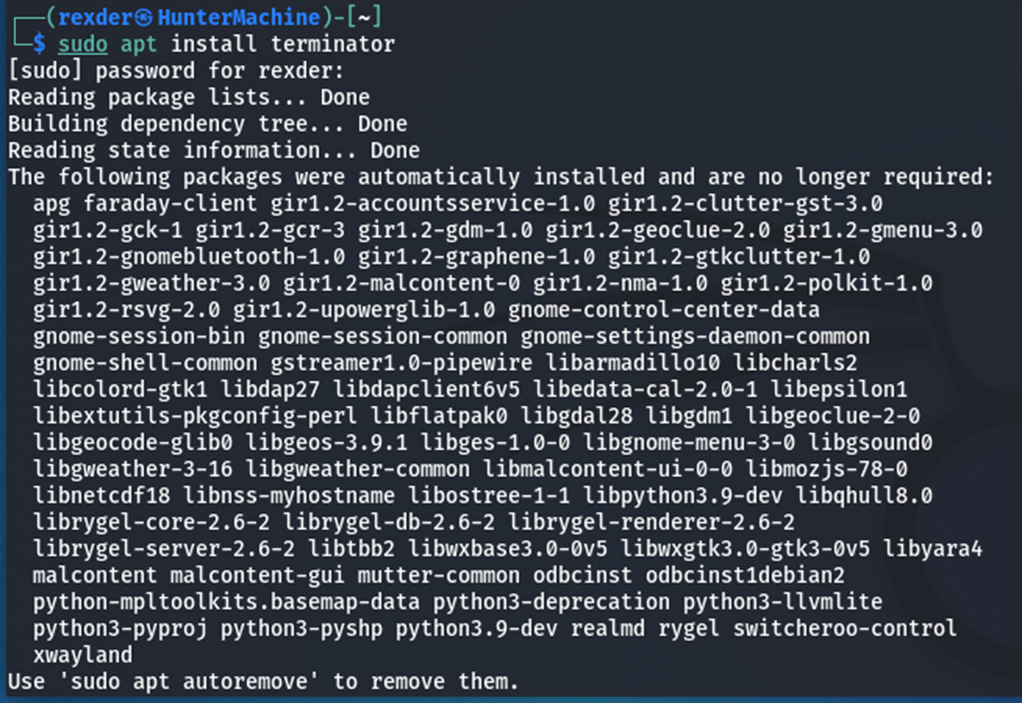 ┌──(rexder㉿HunterMachine)-[~]
└─$ sudo apt install terminator
[sudo] password for rexder:
Reading package lists... Done
Building dependency tree... Done
Reading state information... Done
The following packages were automatically installed and are no longer required:
apg faraday-client gir1.2-accountsservice-1.0 gir1.2-clutter-gst-3.0
gir1.2-gck-1 gir1.2-gcr-3 gir1.2-gdm-1.0 gir1.2-geoclue-2.0 gir1.2-gmenu-3.0
gir1.2-gnomebluetooth-1.0 gir1.2-graphene-1.0 gir1.2-gtkclutter-1.0
gir1.2-gweather-3.0 gir1.2-malcontent-0 gir1.2-nma-1.0 gir1.2-polkit-1.0
gir1.2-rsvg-2.0 gir1.2-upowerglib-1.0 gnome-control-center-data
gnome-session-bin gnome-session-common gnome-settings-daemon-common
gnome-shell-common gstreamer1.0-pipewire libarmadillo10 libcharls2
libcolord-gtk1 libdap27 libdapclient6v5 libedata-cal-2.0-1 libepsilon1
libextutils-pkgconfig-perl libflatpak0 libgdal28 libgdm1 libgeoclue-2-0
libgeocode-glib0 libgeos-3.9.1 libges-1.0-0 libgnome-menu-3-0 libgsound0
libgweather-3-16 libgweather-common libmalcontent-ui-0-0 libmozjs-78-0
libnetcdf18 libnss-myhostname libostree-1-1 libpython3.9-dev libqhull8.0
librygel-core-2.6-2 librygel-db-2.6-2 librygel-renderer-2.6-2
librygel-server-2.6-2 libtbb2 libwxbase3.0-0v5 libwxgtk3.0-gtk3-0v5 libyara4
malcontent malcontent-gui mutter-common odbcinst odbcinst1debian2
python-mpltoolkits.basemap-data python3-deprecation python3-llvmlite
python3-pyproj python3-pyshp python3.9-dev realmd rygel switcheroo-control
xwayland
Use 'sudo apt autoremove' to remove them.